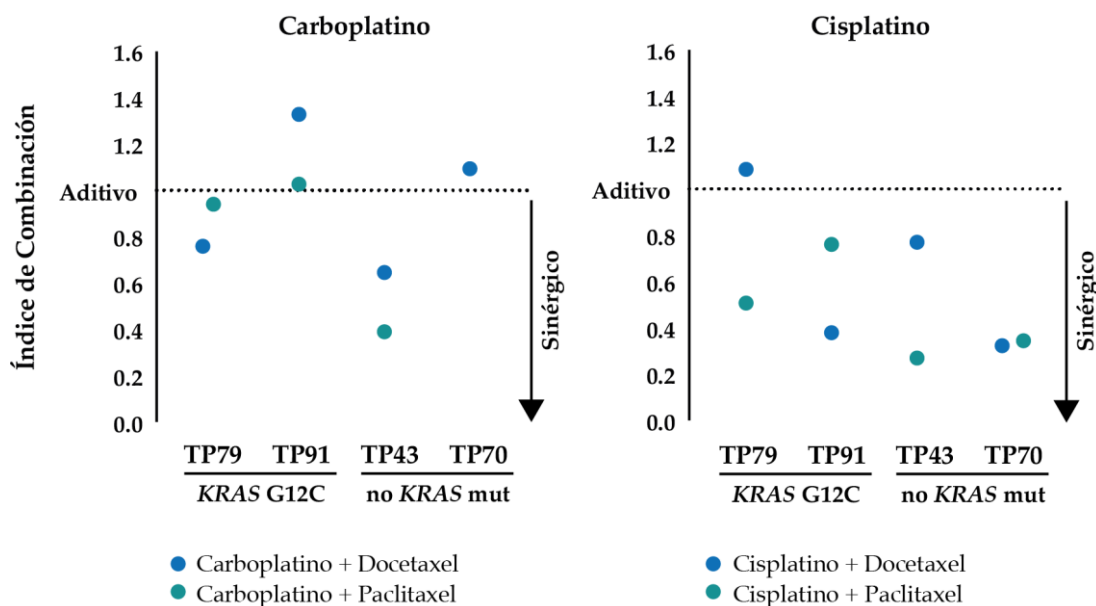 Carboplatino
Índice de Combinación
1.6
1.4
1.2
Aditivo
0.8
0.6
0.4
0.2
0.0
Sinérgico
TP79 TP91 TP43 TP70
KRAS G12C no KRAS mut
Carboplatino + Docetaxel
Carboplatino + Paclitaxel
Cisplatino
1.6
1.4
1.2
Aditivo
0.8
0.6
0.4
0.2
0.0
Sinérgico
TP79 TP91 TP43 TP70
KRAS G12C no KRAS mut
Cisplatino + Docetaxel
Cisplatino + Paclitaxel